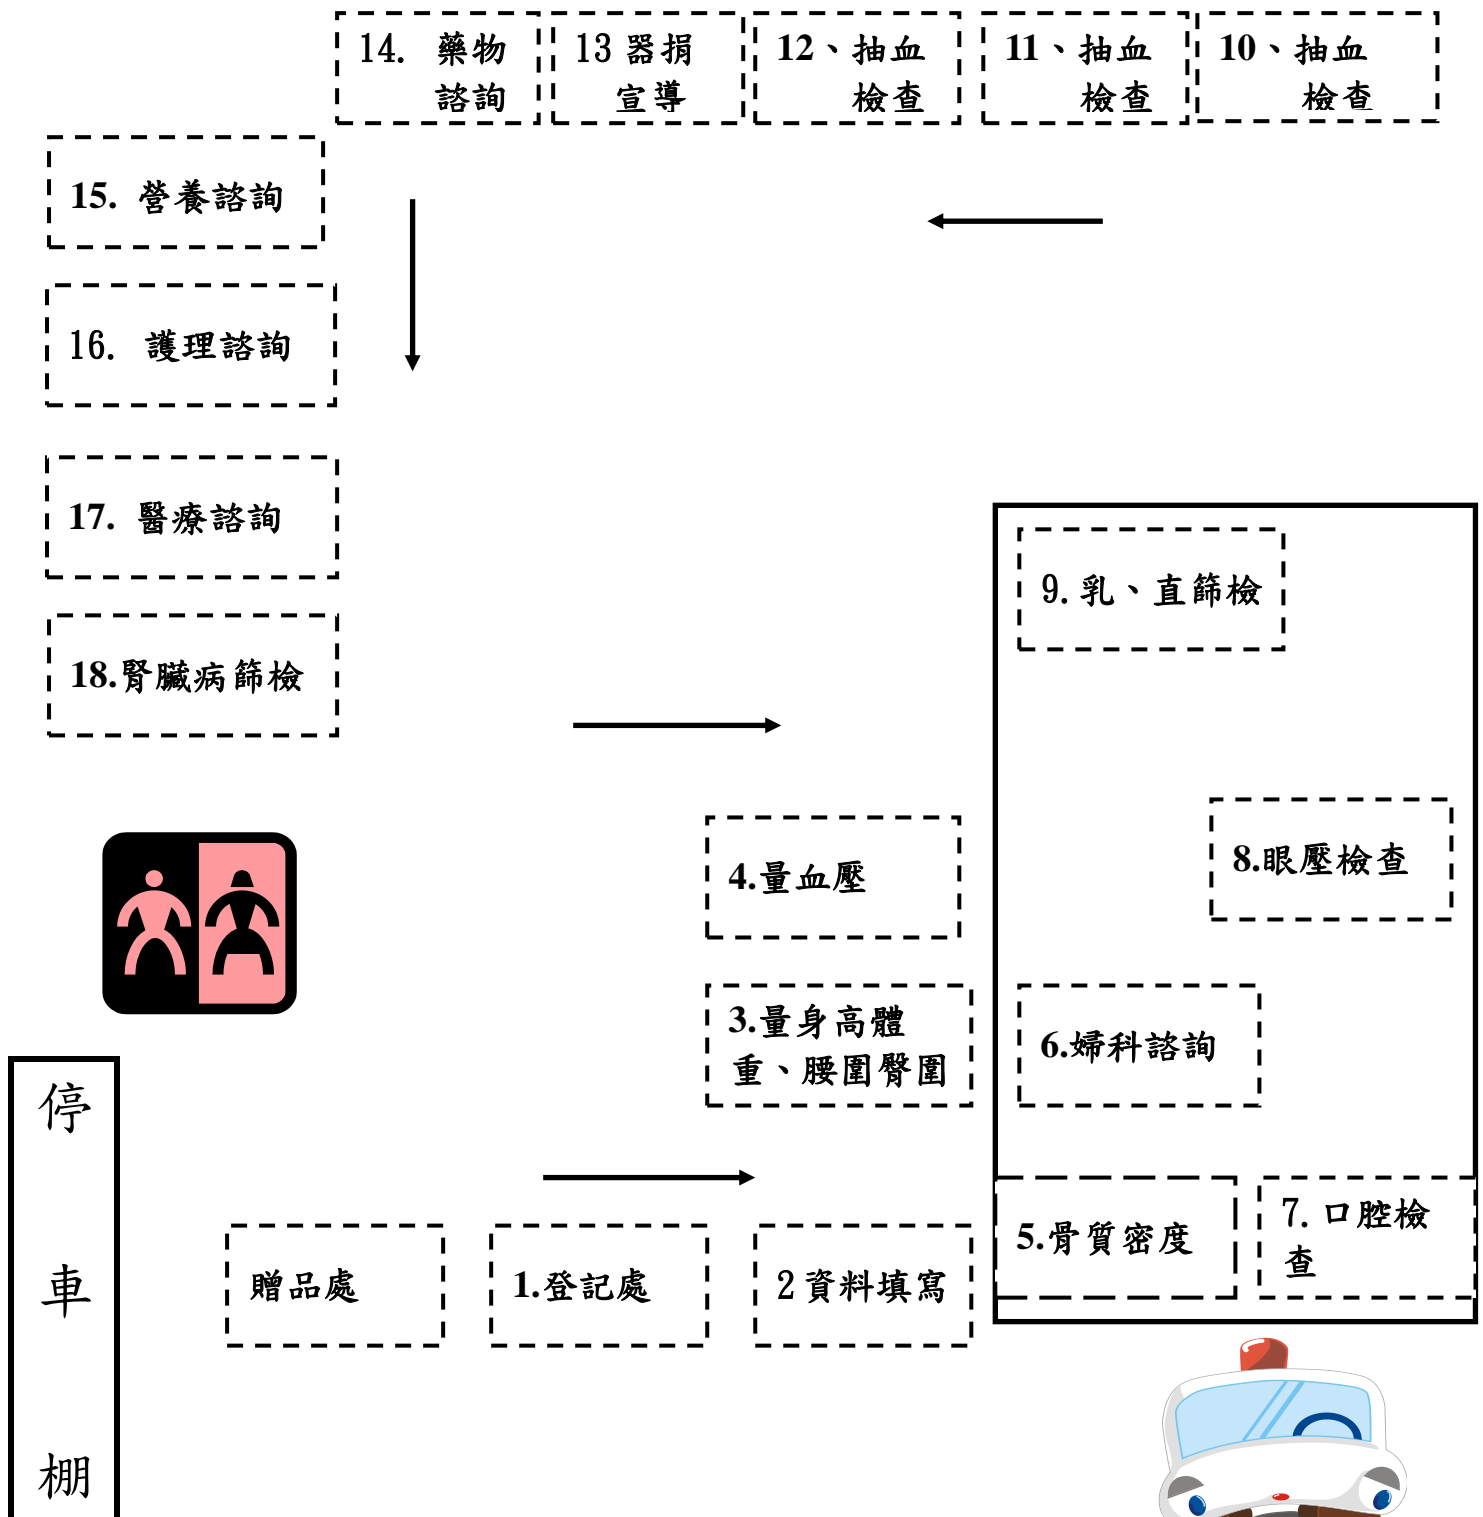 14. 藥物
諮詢
13 器捐
宣導
12、抽血
檢查
11、抽血
檢查
10、抽血
檢查
15. 營養諮詢
16. 護理諮詢
17. 醫療諮詢
18.腎臟病篩檢
9.乳、直篩檢
8.眼壓檢查
4.量血壓
3.量身高體
重、腰圍臀圍
6.婦科諮詢
5.骨質密度
7.口腔檢
查
贈品處
1.登記處
2 資料填寫
停
車
棚